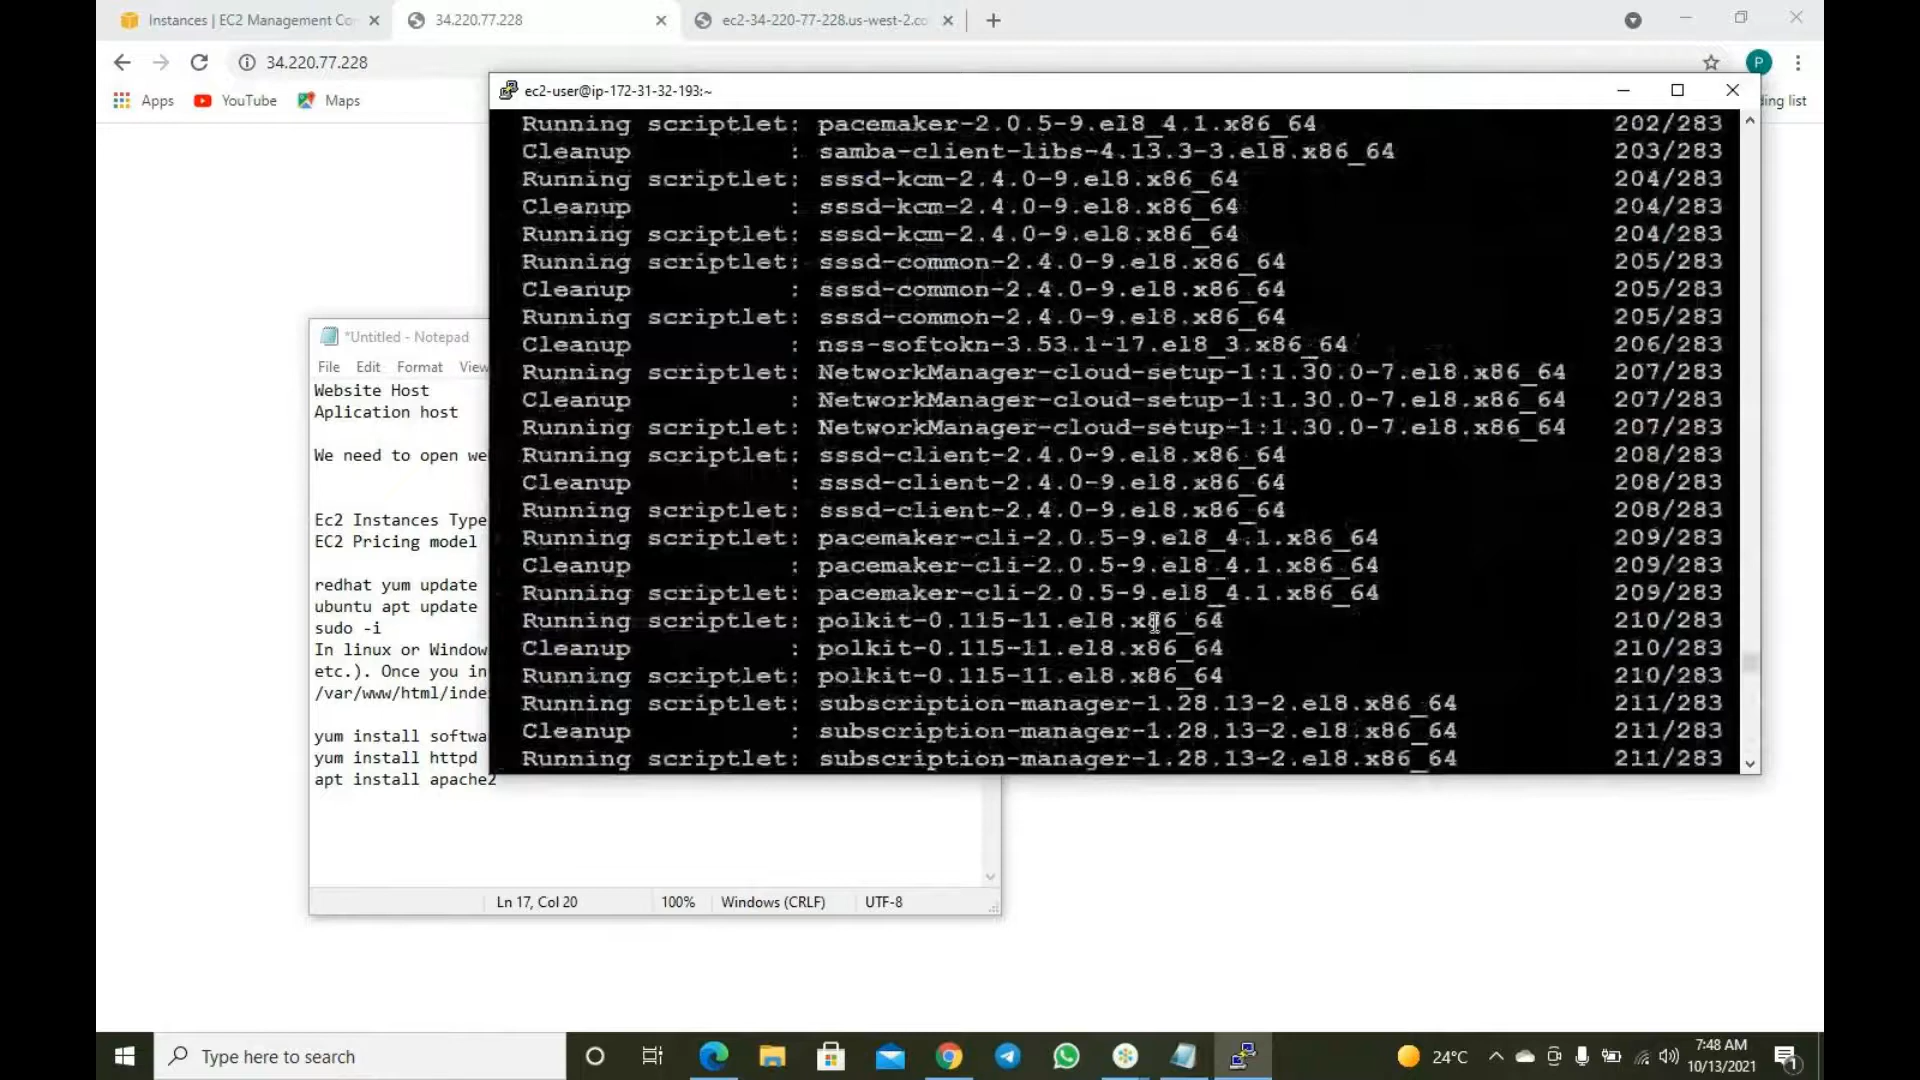 Instances | EC2 Management Co
34.220.77.228
ec2-34-220-77-228.us-west-2.co
34.220.77.228
P
Apps
YouTube
Maps
ding list
ec2-user@ip-172-31-32-193:~
Running scriptlet: pacemaker-2.0.5-9.el8_4.1.x86_64 202/283
Cleanup : samba-client-libs-4.13.3-3.el8.x86_64 203/283
Running scriptlet: sssd-kcm-2.4.0-9.el8.x86_64 204/283
Cleanup : sssd-kcm-2.4.0-9.el8.x86_64 204/283
Running scriptlet: sssd-kcm-2.4.0-9.el8.x86_64 204/283
Running scriptlet: sssd-common-2.4.0-9.el8.x86_64 205/283
Cleanup : sssd-common-2.4.0-9.el8.x86_64 205/283
Running scriptlet: sssd-common-2.4.0-9.el8.x86_64 205/283
Cleanup : nss-softokn-3.53.1-17.el8_3.x86_64 206/283
Running scriptlet: NetworkManager-cloud-setup-1:1.30.0-7.el8.x86_64 207/283
Cleanup : NetworkManager-cloud-setup-1:1.30.0-7.el8.x86_64 207/283
Running scriptlet: NetworkManager-cloud-setup-1:1.30.0-7.el8.x86_64 207/283
Running scriptlet: sssd-client-2.4.0-9.el8.x86_64 208/283
Cleanup : sssd-client-2.4.0-9.el8.x86_64 208/283
Running scriptlet: sssd-client-2.4.0-9.el8.x86_64 208/283
Running scriptlet: pacemaker-cli-2.0.5-9.el8_4.1.x86_64 209/283
Cleanup : pacemaker-cli-2.0.5-9.el8_4.1.x86_64 209/283
Running scriptlet: pacemaker-cli-2.0.5-9.el8_4.1.x86_64 209/283
Running scriptlet: polkit-0.115-11.el8.x86_64 210/283
Cleanup : polkit-0.115-11.el8.x86_64 210/283
Running scriptlet: polkit-0.115-11.el8.x86_64 210/283
Running scriptlet: subscription-manager-1.28.13-2.el8.x86_64 211/283
Cleanup : subscription-manager-1.28.13-2.el8.x86_64 211/283
Running scriptlet: subscription-manager-1.28.13-2.el8.x86_64 211/283
*Untitled - Notepad
File Edit Format View
Website Host
Aplication host
We need to open we
Ec2 Instances Type
EC2 Pricing model
redhat yum update
ubuntu apt update
sudo -i
In linux or Window
etc.). Once you in
/var/www/html/inde
yum install softwa
yum install httpd
apt install apache2
Ln 17, Col 20 100% Windows (CRLF) UTF-8
Type here to search
24°C
7:48 AM
10/13/2021
1